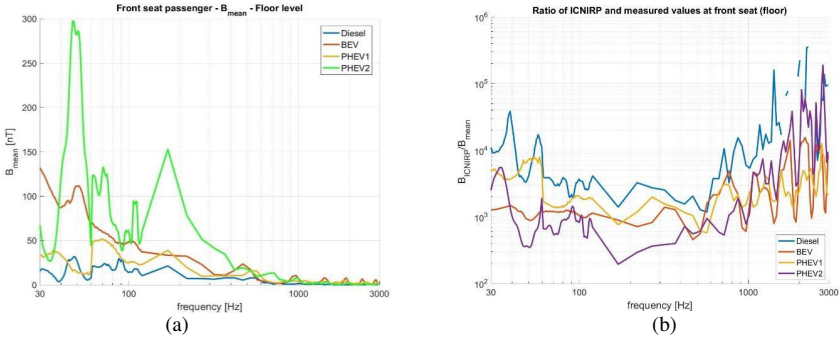 Front seat passenger - B_mean - Floor level
300
250
200
150
100
50
0
B_mean [nT]
30
100
1000
3000
frequency [Hz]
Diesel
BEV
PHEV1
PHEV2
(a)
Ratio of ICNIRP and measured values at front seat (floor)
10^6
10^5
10^4
10^3
10^2
B_ICNIRP/B_mean
30
100
1000
3000
frequency [Hz]
Diesel
BEV
PHEV1
PHEV2
(b)